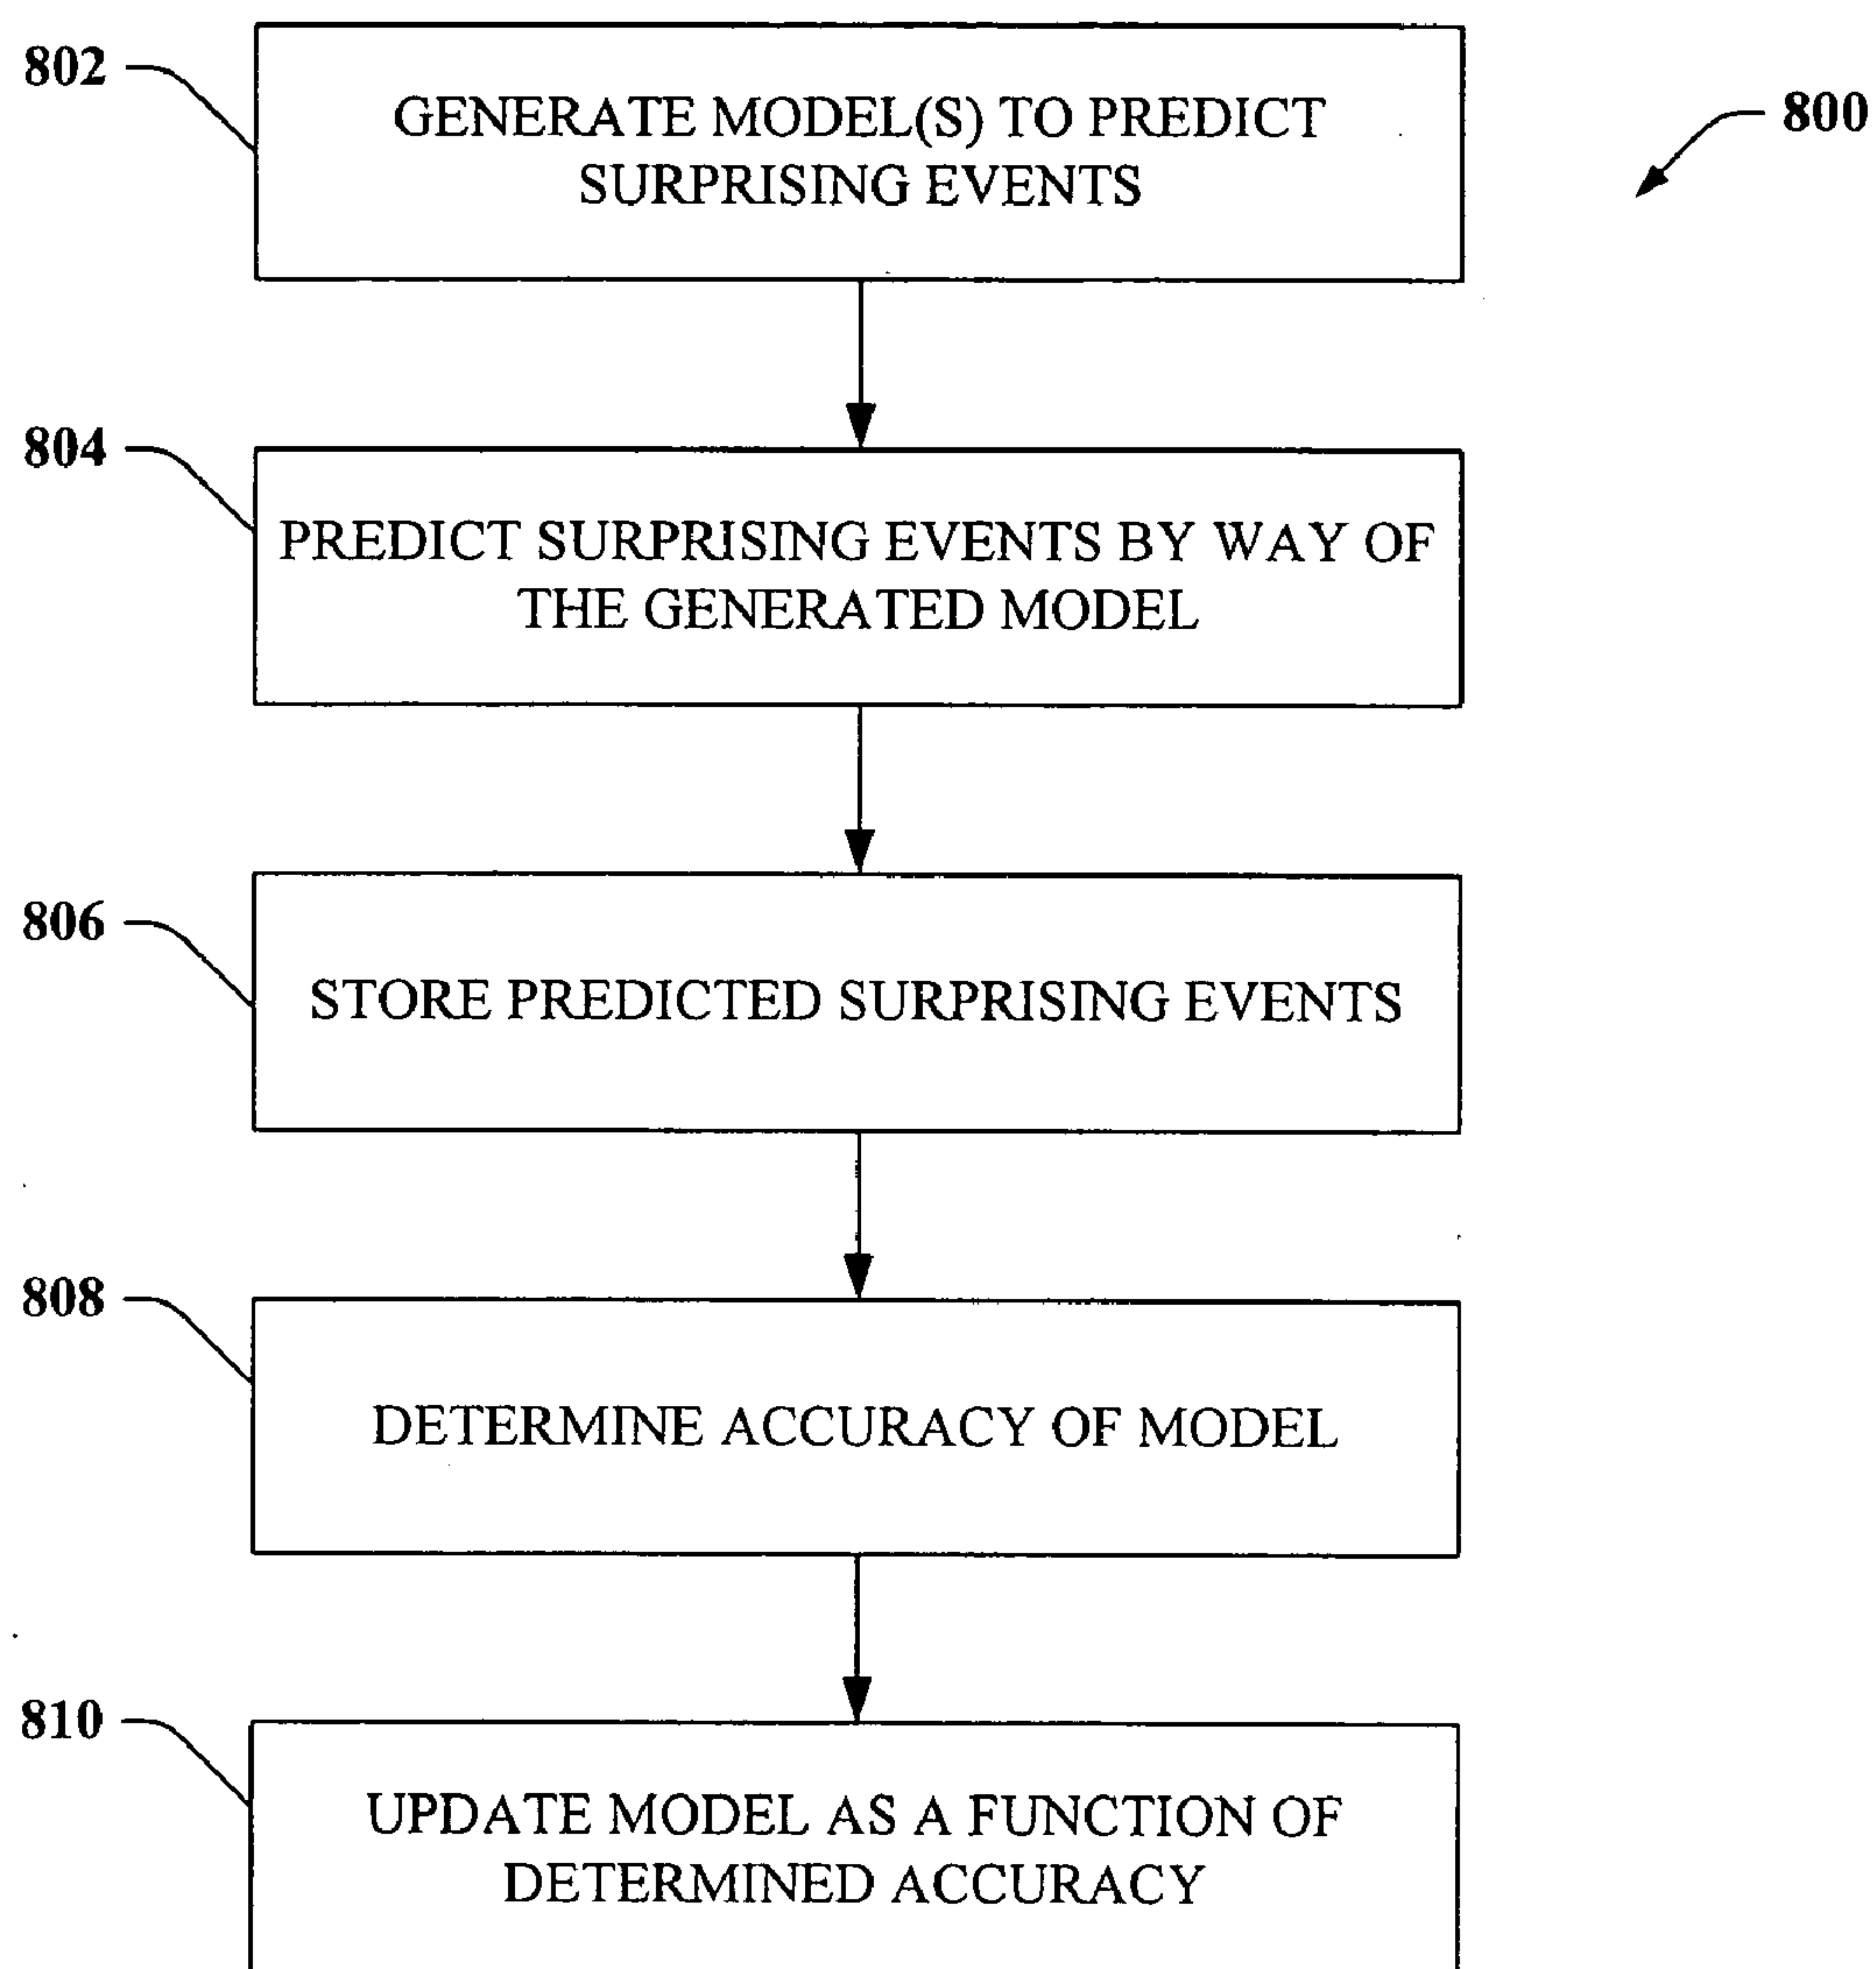 802
GENERATE MODEL(S) TO PREDICT
SURPRISING EVENTS
800
804
PREDICT SURPRISING EVENTS BY WAY OF
THE GENERATED MODEL
806
STORE PREDICTED SURPRISING EVENTS
808
DETERMINE ACCURACY OF MODEL
810
UPDATE MODEL AS A FUNCTION OF
DETERMINED ACCURACY